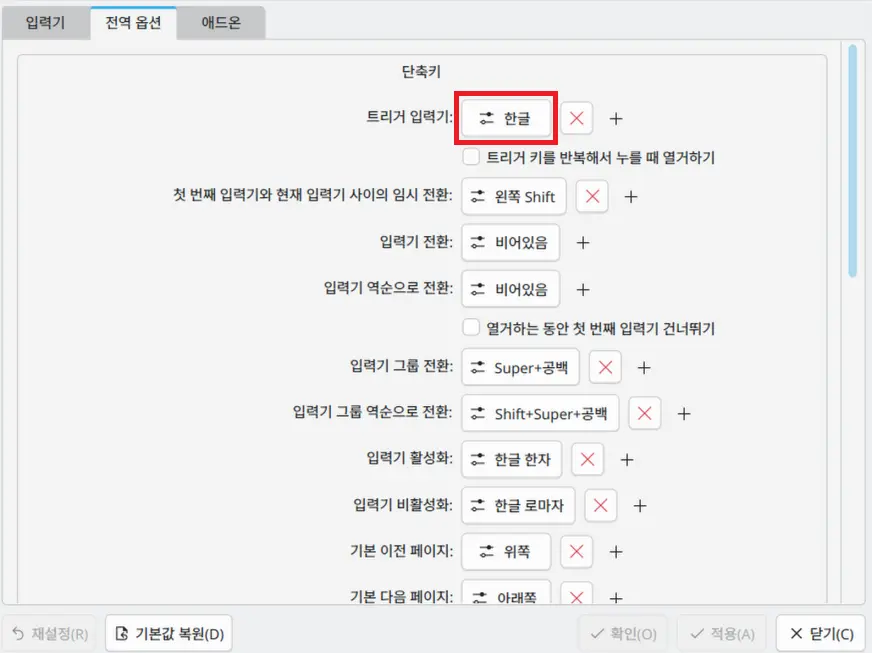 입력기 전역 옵션 애드온
단축키
트리거 입력기: 한글
트리거 키를 반복해서 누를 때 열거하기
첫 번째 입력기와 현재 입력기 사이의 임시 전환: 왼쪽 Shift
입력기 전환: 비어있음
입력기 역순으로 전환: 비어있음
열거하는 동안 첫 번째 입력기 건너뛰기
입력기 그룹 전환: Super+공백
입력기 그룹 역순으로 전환: Shift+Super+공백
입력기 활성화: 한글 한자
입력기 비활성화: 한글 로마자
기본 이전 페이지: 위쪽
기본 다음 페이지: 아래쪽
재설정(R) 기본값 복원(D) 확인(O) 적용(A) 닫기(C)